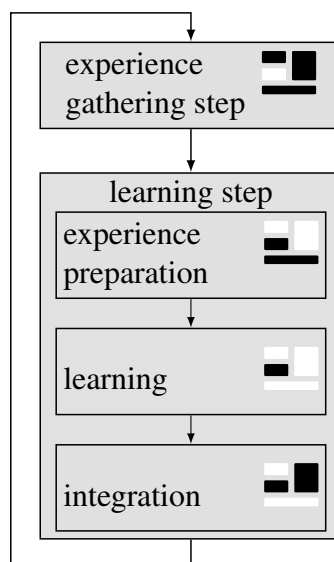 experience
gathering step
learning step
experience
preparation
learning
integration